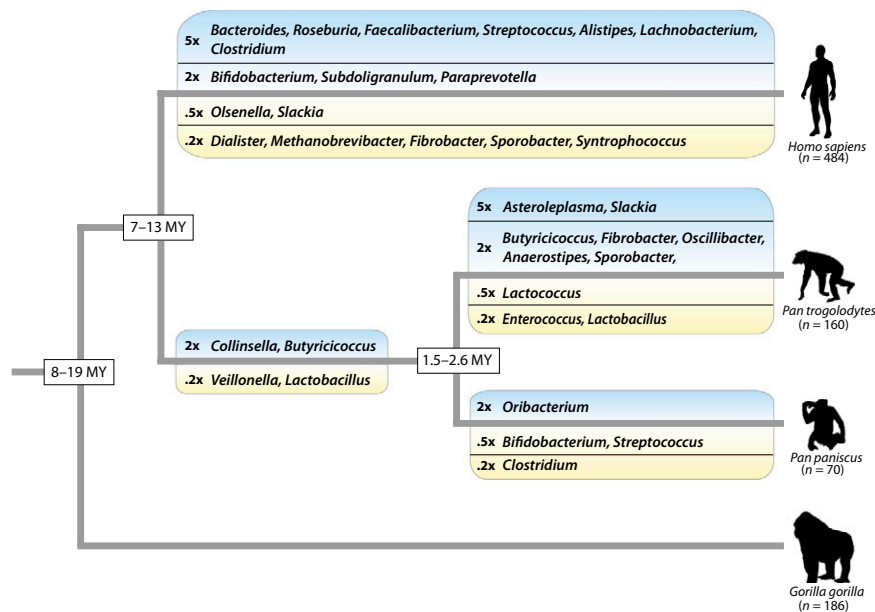 5x Bacteroides, Roseburia, Faecalibacterium, Streptococcus, Alistipes, Lachnobacterium,
Clostridium
2x Bifidobacterium, Subdoligranulum, Paraprevotella
.5x Olsenella, Slackia
.2x Dialister, Methanobrevibacter, Fibrobacter, Sporobacter, Syntrophococcus
Homo sapiens
(n = 484)
7–13 MY
5x Asteroleplasma, Slackia
2x Butyricicoccus, Fibrobacter, Oscillibacter,
Anaerostipes, Sporobacter,
.5x Lactococcus
.2x Enterococcus, Lactobacillus
Pan trogolodytes
(n = 160)
2x Collinsella, Butyricicoccus
.2x Veillonella, Lactobacillus
1.5–2.6 MY
8–19 MY
2x Oribacterium
.5x Bifidobacterium, Streptococcus
.2x Clostridium
Pan paniscus
(n = 70)
Gorilla gorilla
(n = 186)